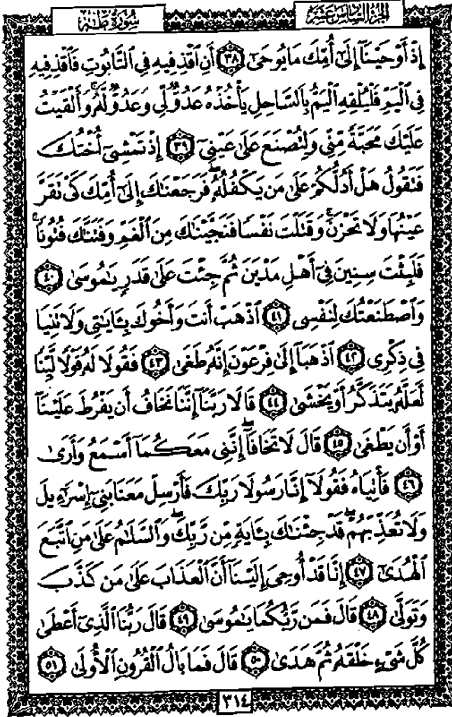 الجزء السادس عشر سورة طه
إِذْ أَوْحَيْنَا إِلَىٰ أُمِّكَ مَا يُوحَىٰ ٣٨ أَنِ اقْذِفِيهِ فِي التَّابُوتِ فَاقْذِفِيهِ
فِي الْيَمِّ فَلْيُلْقِهِ الْيَمُّ بِالسَّاحِلِ يَأْخُذْهُ عَدُوٌّ لِّي وَعَدُوٌّ لَّهُ وَأَلْقَيْتُ
عَلَيْكَ مَحَبَّةً مِّنِّي وَلِتُصْنَعَ عَلَىٰ عَيْنِي ٣٩ إِذْ تَمْشِي أُخْتُكَ
فَتَقُولُ هَلْ أَدُلُّكُمْ عَلَىٰ مَن يَكْفُلُهُ فَرَجَعْنَاكَ إِلَىٰ أُمِّكَ كَيْ تَقَرَّ
عَيْنُهَا وَلَا تَحْزَنَ وَقَتَلْتَ نَفْسًا فَنَجَّيْنَاكَ مِنَ الْغَمِّ وَفَتَنَّاكَ فُتُونًا
فَلَبِثْتَ سِنِينَ فِي أَهْلِ مَدْيَنَ ثُمَّ جِئْتَ عَلَىٰ قَدَرٍ يَامُوسَىٰ ٤٠
وَاصْطَنَعْتُكَ لِنَفْسِي ٤١ اذْهَبْ أَنتَ وَأَخُوكَ بِآيَاتِي وَلَا تَنِيَا
فِي ذِكْرِي ٤٢ اذْهَبَا إِلَىٰ فِرْعَوْنَ إِنَّهُ طَغَىٰ ٤٣ فَقُولَا لَهُ قَوْلًا لَّيِّنًا
لَّعَلَّهُ يَتَذَكَّرُ أَوْ يَخْشَىٰ ٤٤ قَالَا رَبَّنَا إِنَّنَا نَخَافُ أَن يَفْرُطَ عَلَيْنَا
أَوْ أَن يَطْغَىٰ ٤٥ قَالَ لَا تَخَافَا إِنَّنِي مَعَكُمَا أَسْمَعُ وَأَرَىٰ
٤٦ فَأْتِيَاهُ فَقُولَا إِنَّا رَسُولَا رَبِّكَ فَأَرْسِلْ مَعَنَا بَنِي إِسْرَائِيلَ
وَلَا تُعَذِّبْهُمْ قَدْ جِئْنَاكَ بِآيَةٍ مِّن رَّبِّكَ وَالسَّلَامُ عَلَىٰ مَنِ اتَّبَعَ
الْهُدَىٰ ٤٧ إِنَّا قَدْ أُوحِيَ إِلَيْنَا أَنَّ الْعَذَابَ عَلَىٰ مَن كَذَّبَ
وَتَوَلَّىٰ ٤٨ قَالَ فَمَن رَّبُّكُمَا يَامُوسَىٰ ٤٩ قَالَ رَبُّنَا الَّذِي أَعْطَىٰ
كُلَّ شَيْءٍ خَلْقَهُ ثُمَّ هَدَىٰ ٥٠ قَالَ فَمَا بَالُ الْقُرُونِ الْأُولَىٰ ٥١
٣١٤